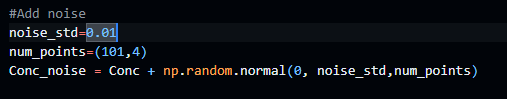 #Add noise
noise_std=0.01
num_points=(101,4)
Conc_noise = Conc + np.random.normal(0, noise_std,num_points)